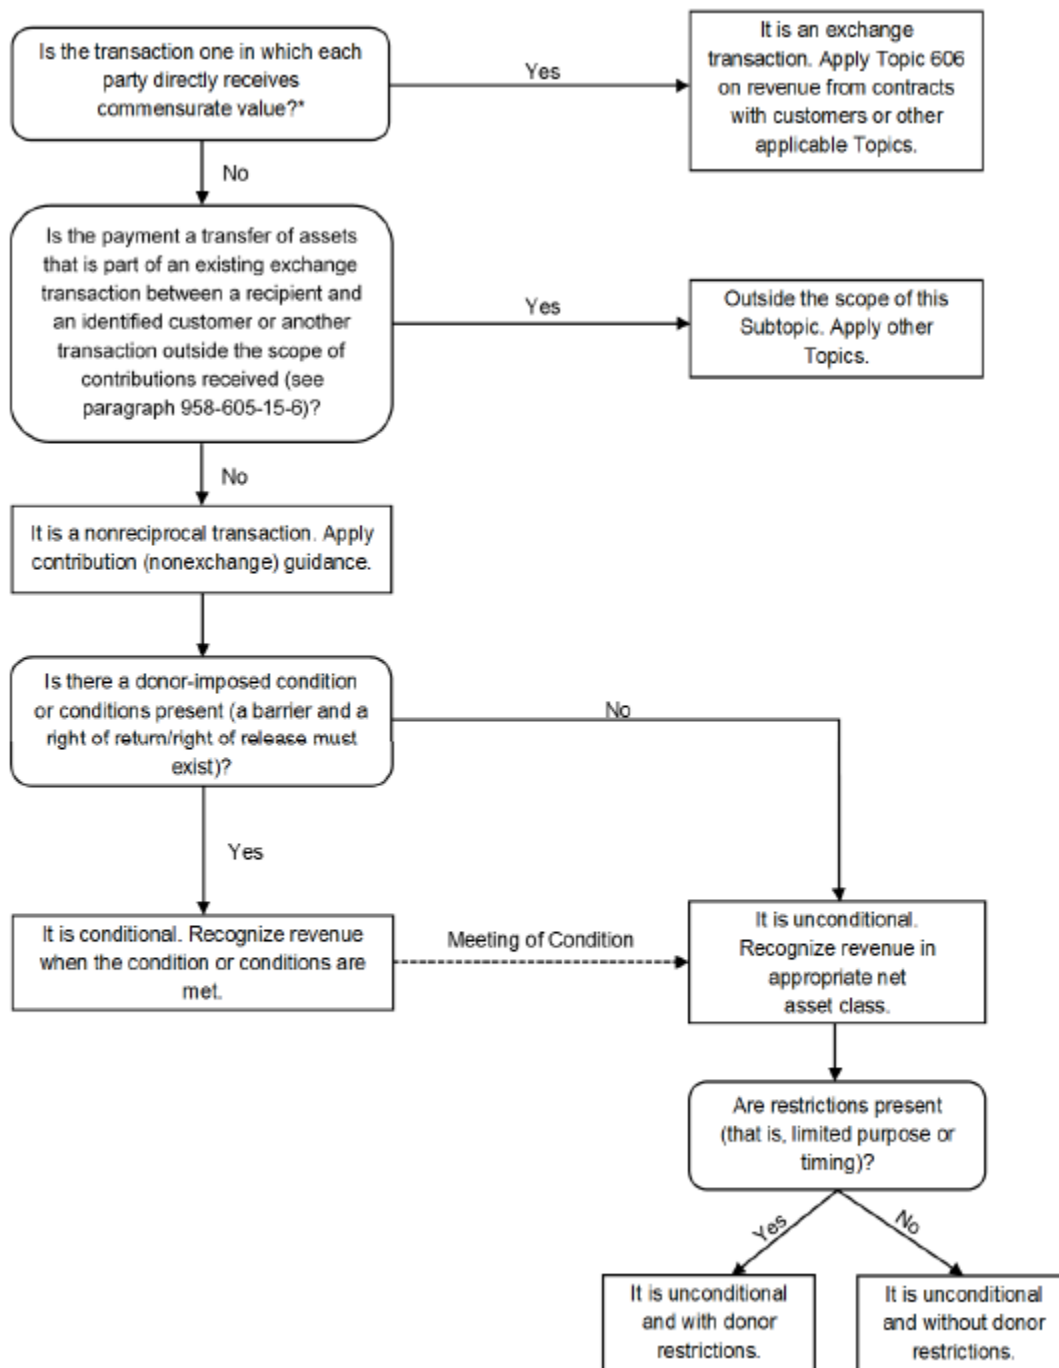 Is the transaction one in which each
party directly receives
commensurate value?*
Yes
It is an exchange
transaction. Apply Topic 606
on revenue from contracts
with customers or other
applicable Topics.
No
Is the payment a transfer of assets
that is part of an existing exchange
transaction between a recipient and
an identified customer or another
transaction outside the scope of
contributions received (see
paragraph 958-605-15-6)?
Yes
Outside the scope of this
Subtopic. Apply other
Topics.
No
It is a nonreciprocal transaction. Apply
contribution (nonexchange) guidance.
Is there a donor-imposed condition
or conditions present (a barrier and a
right of return/right of release must
exist)?
No
Yes
It is conditional. Recognize revenue
when the condition or conditions are
met.
Meeting of Condition
It is unconditional.
Recognize revenue in
appropriate net
asset class.
Are restrictions present
(that is, limited purpose or
timing)?
Yes
No
It is unconditional
and with donor
restrictions.
It is unconditional
and without donor
restrictions.